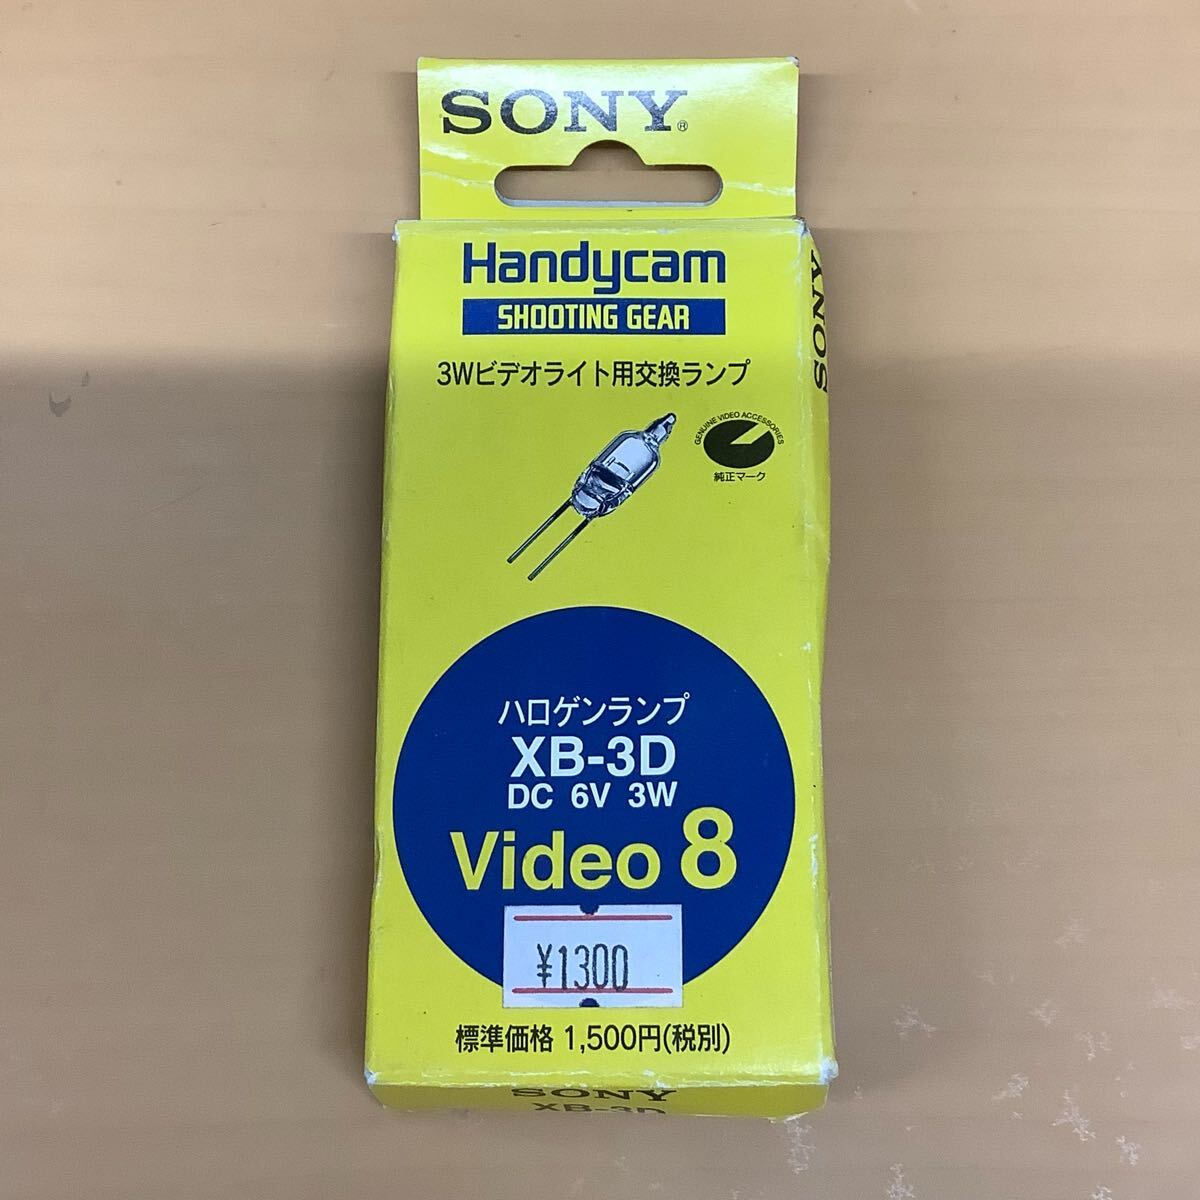 SONY®
Handycam
SHOOTING GEAR
3Wビデオライト用交換ランプ
GENUINE VIDEO ACCESSORIES
純正マーク
ハロゲンランプ
XB-3D
DC 6V 3W
Video 8
¥1300
標準価格 1,500円(税別)
SONY
XB-3D
SONY